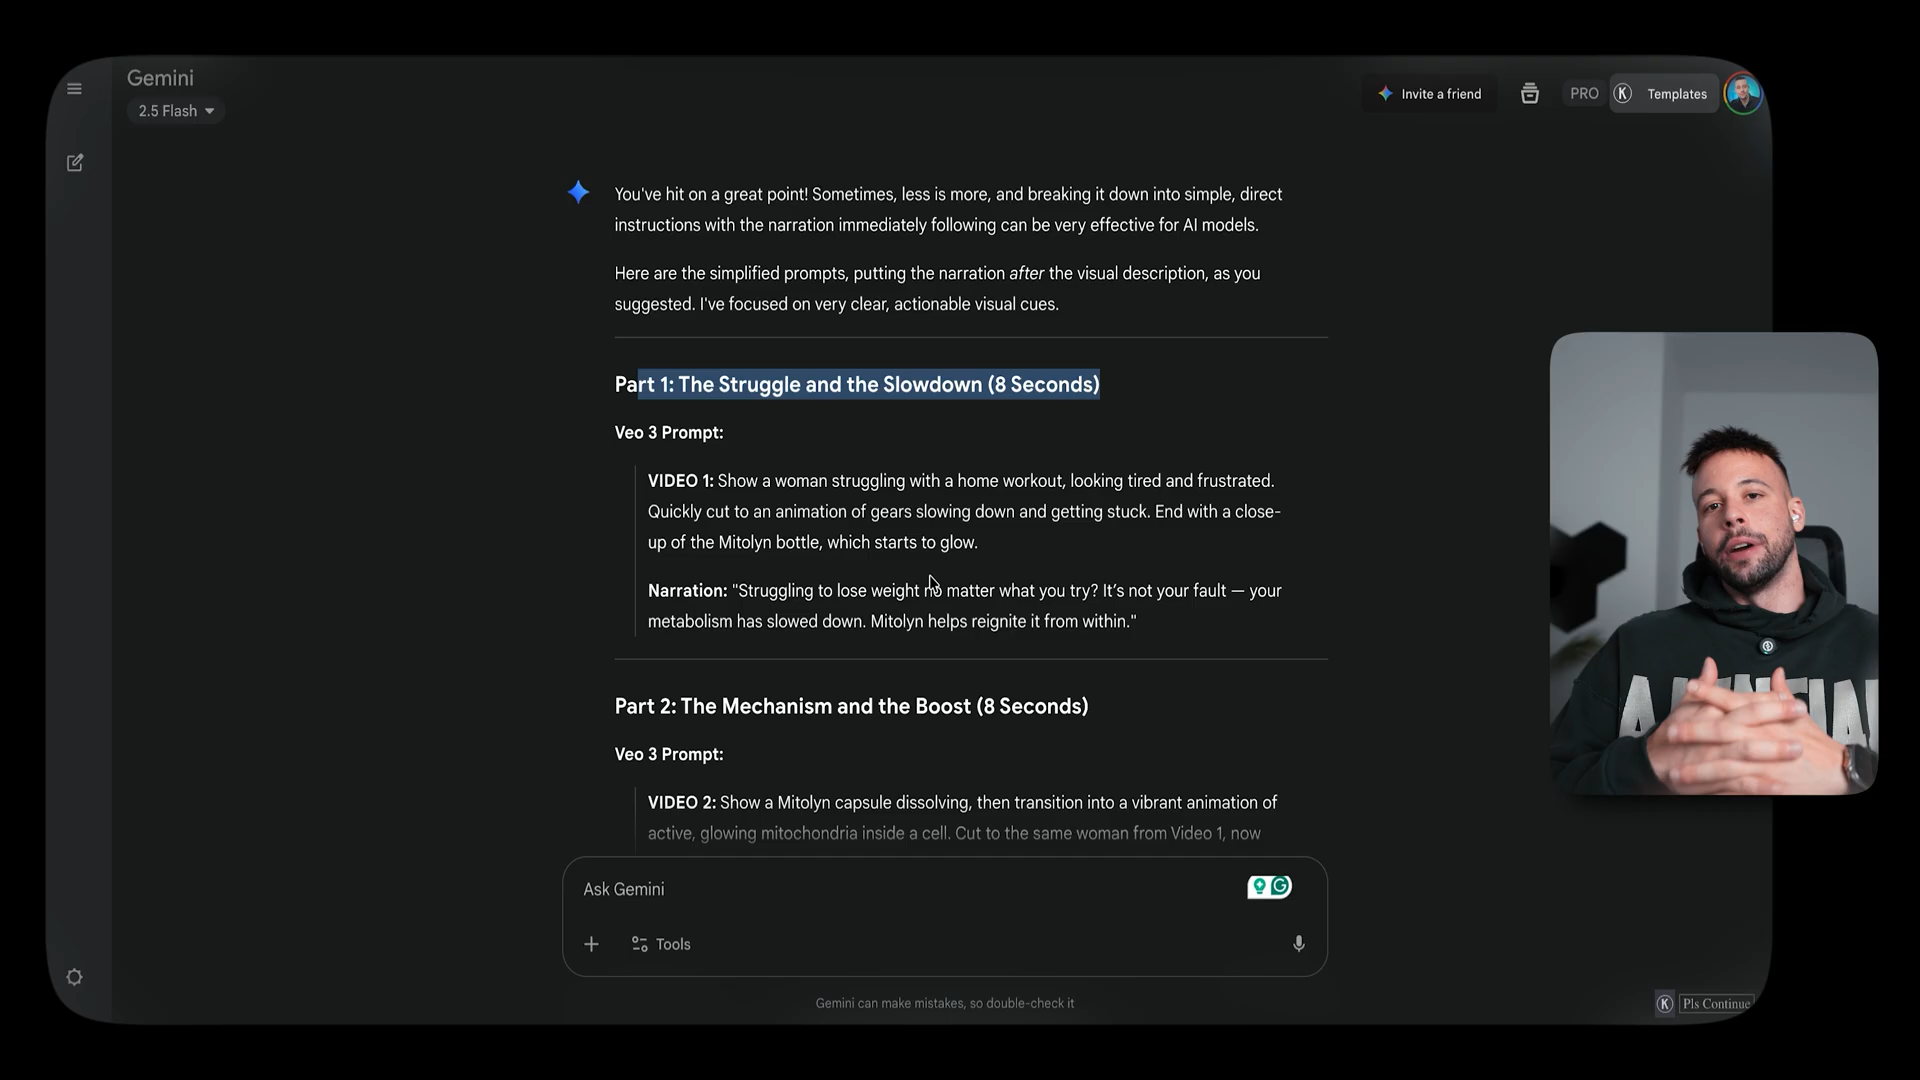 Gemini
2.5 Flash
Invite a friend
PRO
K
Templates
You've hit on a great point! Sometimes, less is more, and breaking it down into simple, direct
instructions with the narration immediately following can be very effective for AI models.
Here are the simplified prompts, putting the narration after the visual description, as you
suggested. I've focused on very clear, actionable visual cues.
Part 1: The Struggle and the Slowdown (8 Seconds)
Veo 3 Prompt:
VIDEO 1: Show a woman struggling with a home workout, looking tired and frustrated.
Quickly cut to an animation of gears slowing down and getting stuck. End with a close-
up of the Mitolyn bottle, which starts to glow.
Narration: "Struggling to lose weight no matter what you try? It's not your fault — your
metabolism has slowed down. Mitolyn helps reignite it from within."
Part 2: The Mechanism and the Boost (8 Seconds)
Veo 3 Prompt:
VIDEO 2: Show a Mitolyn capsule dissolving, then transition into a vibrant animation of
active, glowing mitochondria inside a cell. Cut to the same woman from Video 1, now
Ask Gemini
Tools
Gemini can make mistakes, so double-check it
K
Pls Continue